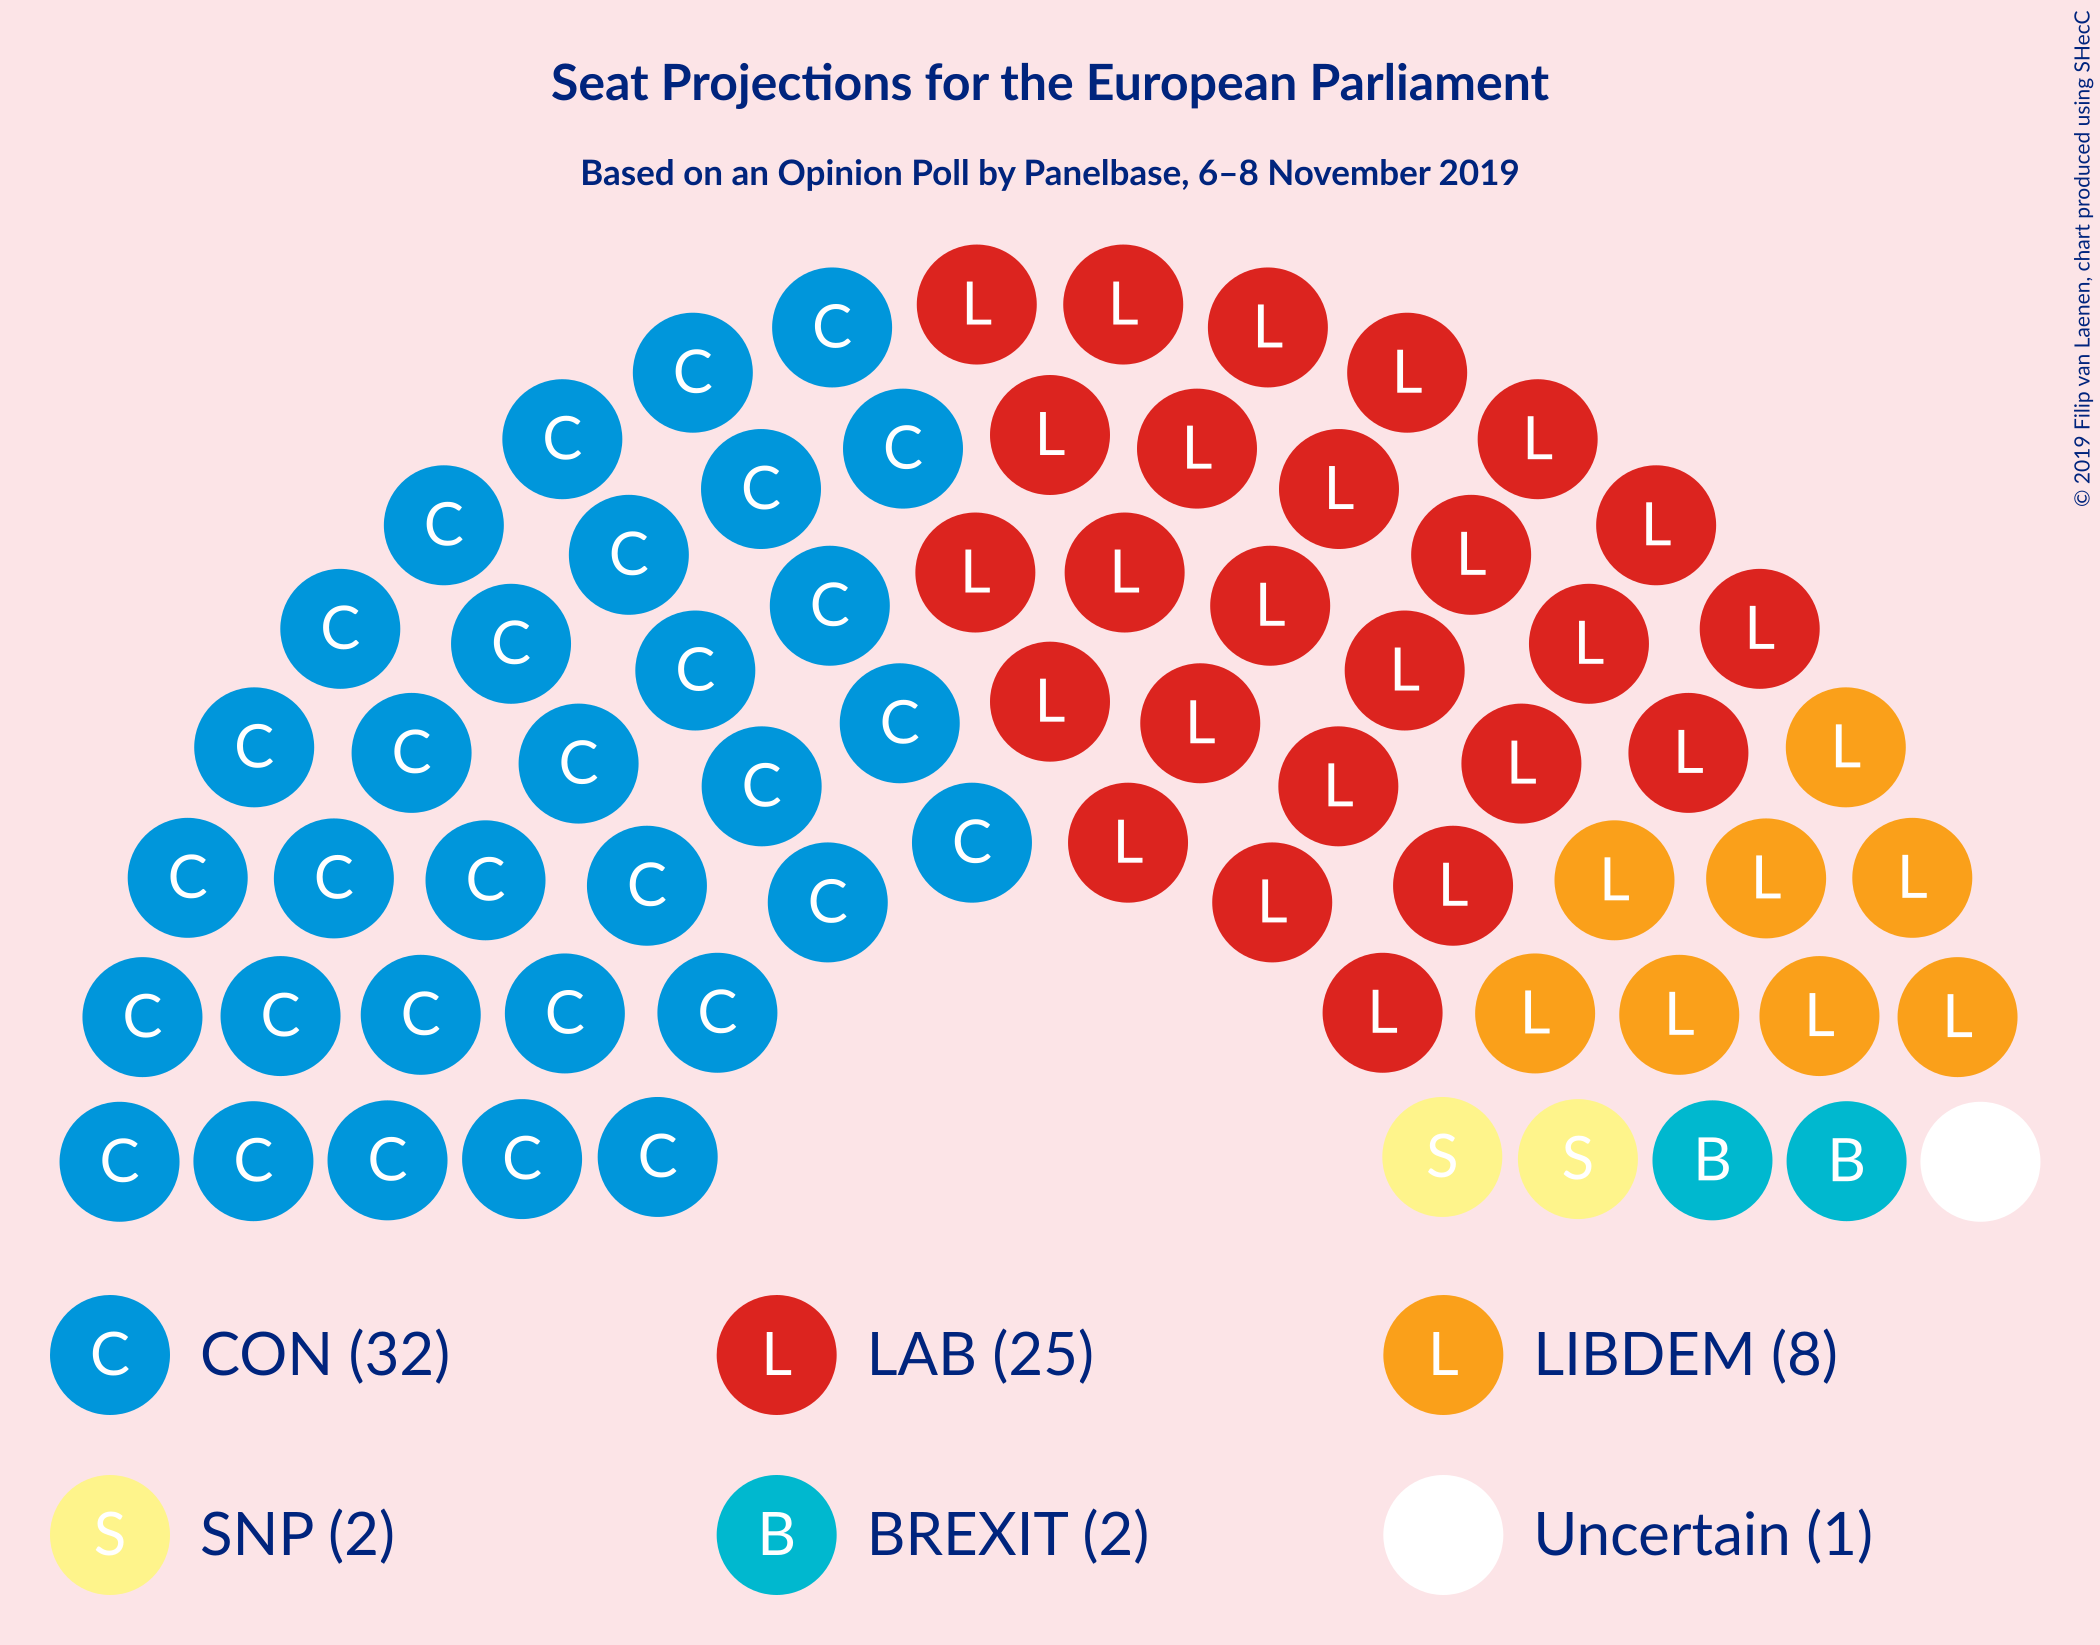 Seat Projections for the European Parliament
Based on an Opinion Poll by Panelbase, 6–8 November 2019
© 2019 Filip van Laenen, chart produced using SHecC
C L L L
C L
C C L L L
C C L L
C C L L L L
C C C L L L
C C L L
C C L L
C C C L L L L
C C L L
C L
C C C C L L L L
C L
C C C C C L L L L L
C C C C C S S B B
C CON (32) L LAB (25) L LIBDEM (8)
S SNP (2) B BREXIT (2) Uncertain (1)